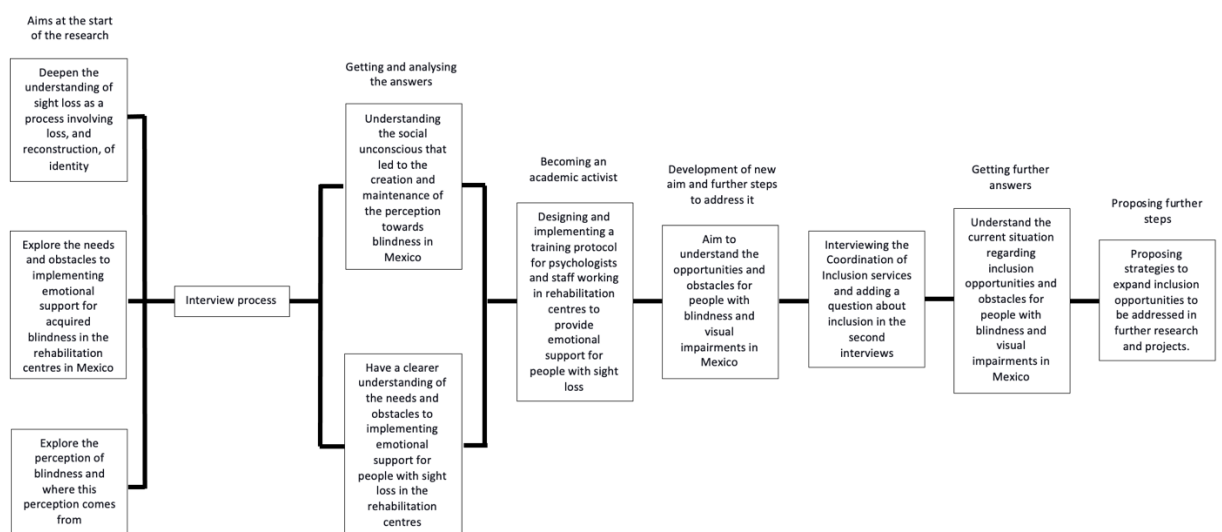 Aims at the start
of the research
Deepen the
understanding of
sight loss as a
process involving
loss, and
reconstruction, of
identity
Explore the needs
and obstacles to
implementing
emotional support
for acquired
blindness in the
rehabilitation
centres in Mexico
Explore the
perception of
blindness and
where this
perception comes
from
Interview process
Getting and analysing
the answers
Understanding
the social
unconscious that
led to the
creation and
maintenance of
the perception
towards
blindness in
Mexico
Have a clearer
understanding of
the needs and
obstacles to
implementing
emotional
support for
people with sight
loss in the
rehabilitation
centres
Becoming an
academic activist
Designing and
implementing a
training protocol
for psychologists
and staff working
in rehabilitation
centres to
provide
emotional
support for
people with sight
loss
Development of new
aim and further steps
to address it
Aim to
understand the
opportunities and
obstacles for
people with
blindness and
visual
impairments in
Mexico
Interviewing the
Coordination of
Inclusion services
and adding a
question about
inclusion in the
second
interviews
Getting further
answers
Understand the
current situation
regarding
inclusion
opportunities and
obstacles for
people with
blindness and
visual
impairments in
Mexico
Proposing further
steps
Proposing
strategies to
expand inclusion
opportunities to
be addressed in
further research
and projects.